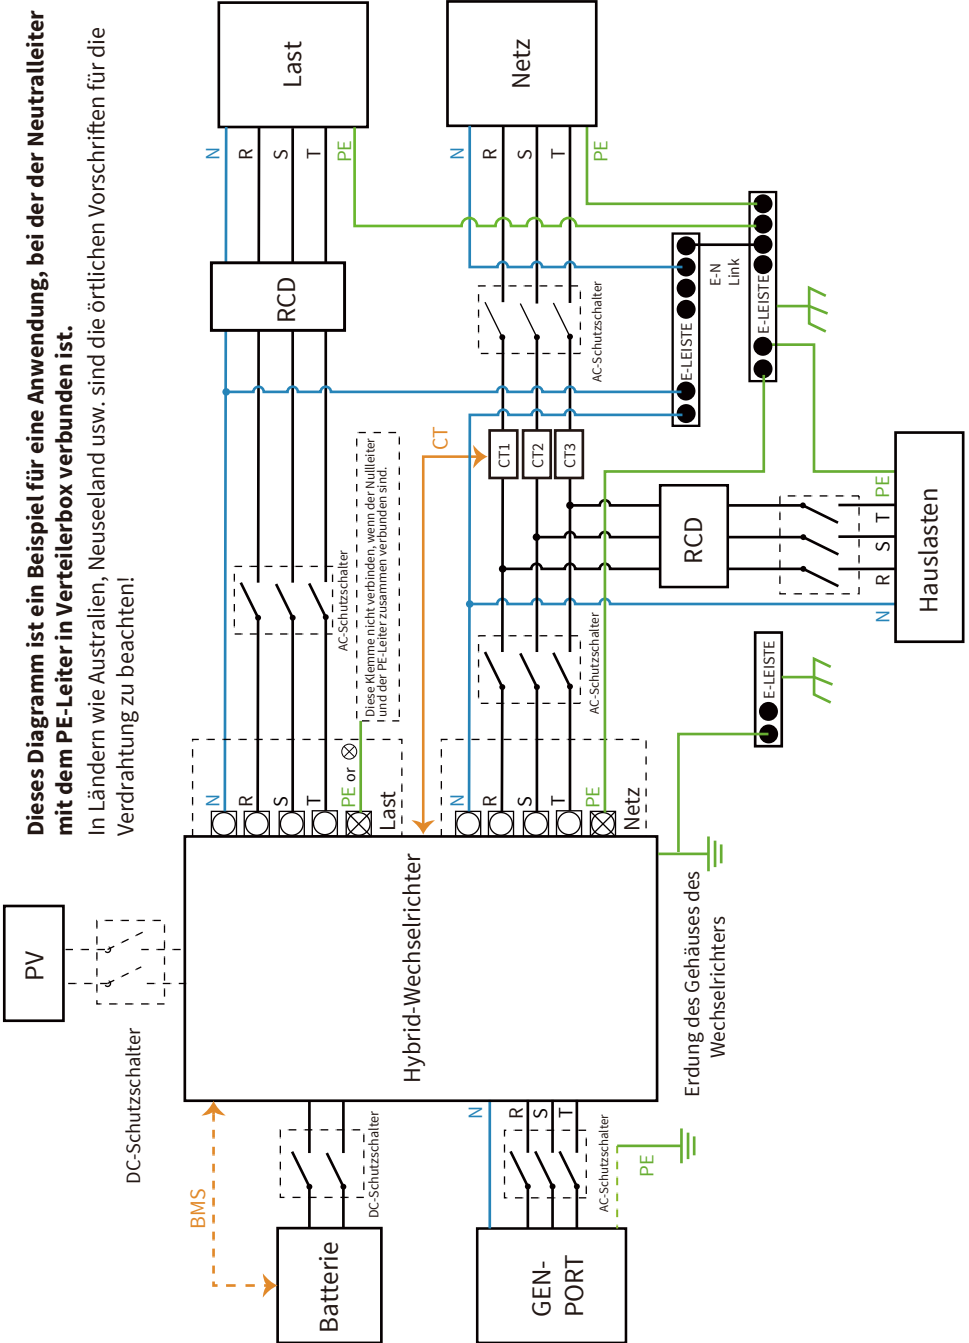 Dieses Diagramm ist ein Beispiel für eine Anwendung, bei der der Neutralleiter
mit dem PE-Leiter in Verteilerbox verbunden ist.
In Ländern wie Australien, Neuseeland usw. sind die örtlichen Vorschriften für die
Verdrahtung zu beachten!
PV
DC-Schutzschalter
BMS
Batterie
DC-Schutzschalter
GEN-
PORT
N
R
S
T
AC-Schutzschalter
PE
Hybrid-Wechselrichter
Erdung des Gehäuses des
Wechselrichters
N
R
S
T
PE or ⊗
Last
AC-Schutzschalter
Diese Klemme nicht verbinden, wenn der Nullleiter
und der PE-Leiter zusammen verbunden sind.
RCD
N
R
S
T
PE
Last
N
R
S
T
PE
Netz
AC-Schutzschalter
CT
CT1
CT2
CT3
AC-Schutzschalter
N
R
S
T
PE
Netz
E-LEISTE
E-N
Link
E-LEISTE
RCD
N
R
S
T
PE
Hauslasten
E-LEISTE